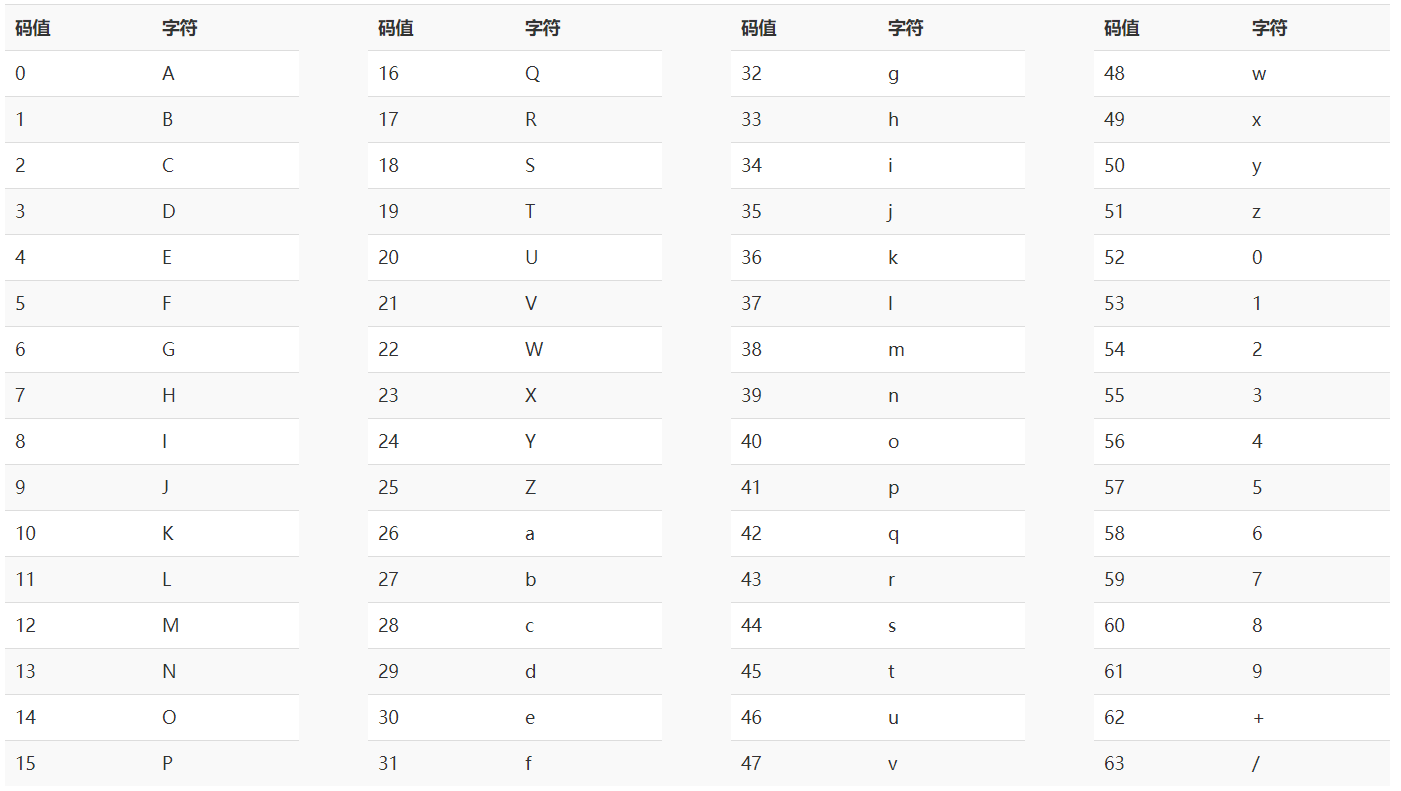 码值 字符 码值 字符 码值 字符 码值 字符
0 A 16 Q 32 g 48 w
1 B 17 R 33 h 49 x
2 C 18 S 34 i 50 y
3 D 19 T 35 j 51 z
4 E 20 U 36 k 52 0
5 F 21 V 37 l 53 1
6 G 22 W 38 m 54 2
7 H 23 X 39 n 55 3
8 I 24 Y 40 o 56 4
9 J 25 Z 41 p 57 5
10 K 26 a 42 q 58 6
11 L 27 b 43 r 59 7
12 M 28 c 44 s 60 8
13 N 29 d 45 t 61 9
14 O 30 e 46 u 62 +
15 P 31 f 47 v 63 /